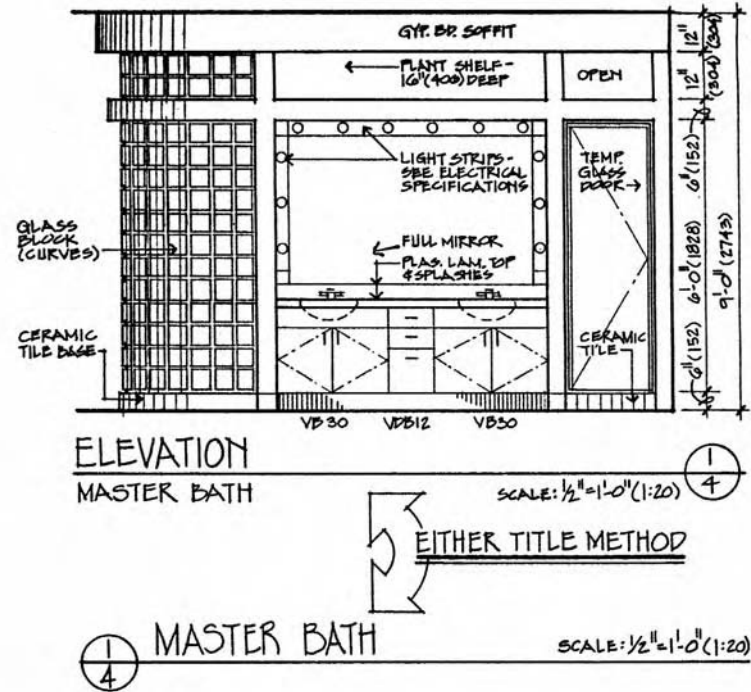 GYP. BD. SOFFIT
PLANT SHELF-
16"(400) DEEP
OPEN
LIGHT STRIPS-
SEE ELECTRICAL
SPECIFICATIONS
TEMP.
GLASS
DOOR
GLASS
BLOCK
(CURVES)
FULL MIRROR
PLAS. LAM. TOP
& SPLASHES
CERAMIC
TILE BASE
CERAMIC
TILE
12"
(304)
12"
(304)
6"(152)
6'-0"(1828)
6"(152)
9'-0"(2743)
VB30 VDB12 VB30
ELEVATION
MASTER BATH
SCALE: 1/2"=1'-0"(1:20)
1
4
EITHER TITLE METHOD
1
4
MASTER BATH
SCALE: 1/2"=1'-0"(1:20)